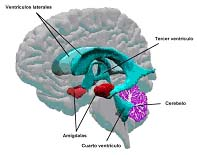 Ventrículos laterales
Tercer ventrículo
Cerebelo
Amígdalas
Cuarto ventrículo